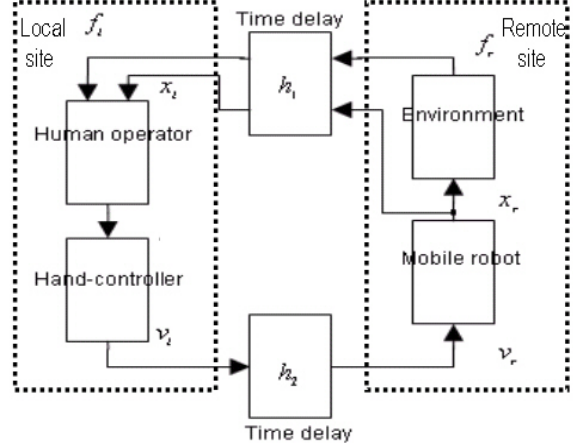 Local
site
f_l
Time delay
h_1
f_r
Remote
site
x_l
Human operator
Environment
x_r
Hand-controller
Mobile robot
v_l
h_2
v_r
Time delay